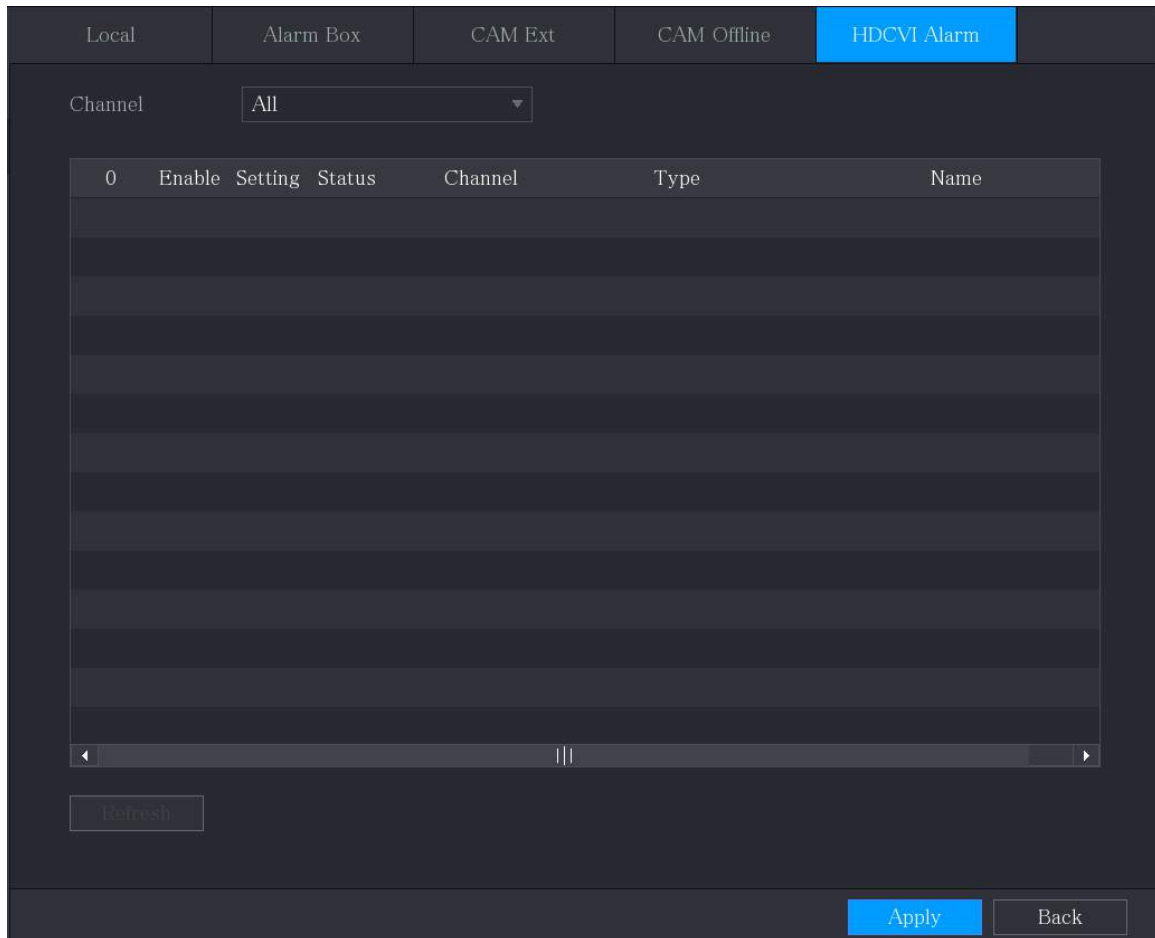 Local Alarm Box CAM Ext CAM Offline HDCVI Alarm
Channel All
0 Enable Setting Status Channel Type Name
Refresh
Apply Back